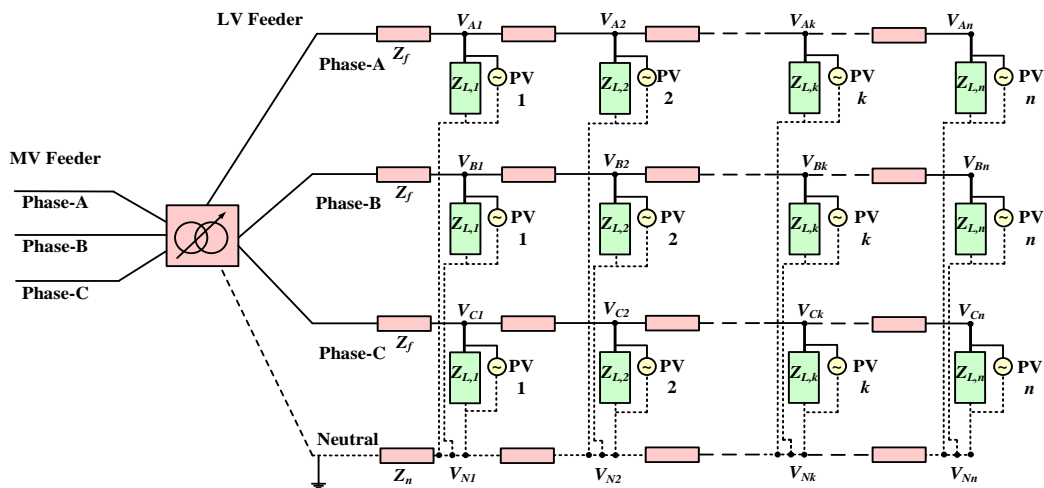 LV Feeder
V_A1 V_A2 V_Ak V_An
Phase-A Z_f
Z_L,1 PV 1 Z_L,2 PV 2 Z_L,k PV k Z_L,n PV n
MV Feeder
V_B1 V_B2 V_Bk V_Bn
Phase-A
Phase-B Z_f
Z_L,1 PV 1 Z_L,2 PV 2 Z_L,k PV k Z_L,n PV n
Phase-B
Phase-C
V_C1 V_C2 V_Ck V_Cn
Phase-C Z_f
Z_L,1 PV 1 Z_L,2 PV 2 Z_L,k PV k Z_L,n PV n
Neutral
Z_n V_N1 V_N2 V_Nk V_Nn